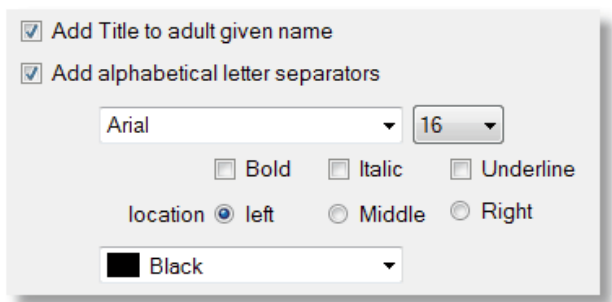 Add Title to adult given name
Add alphabetical letter separators
Arial 16
Bold Italic Underline
location left Middle Right
Black